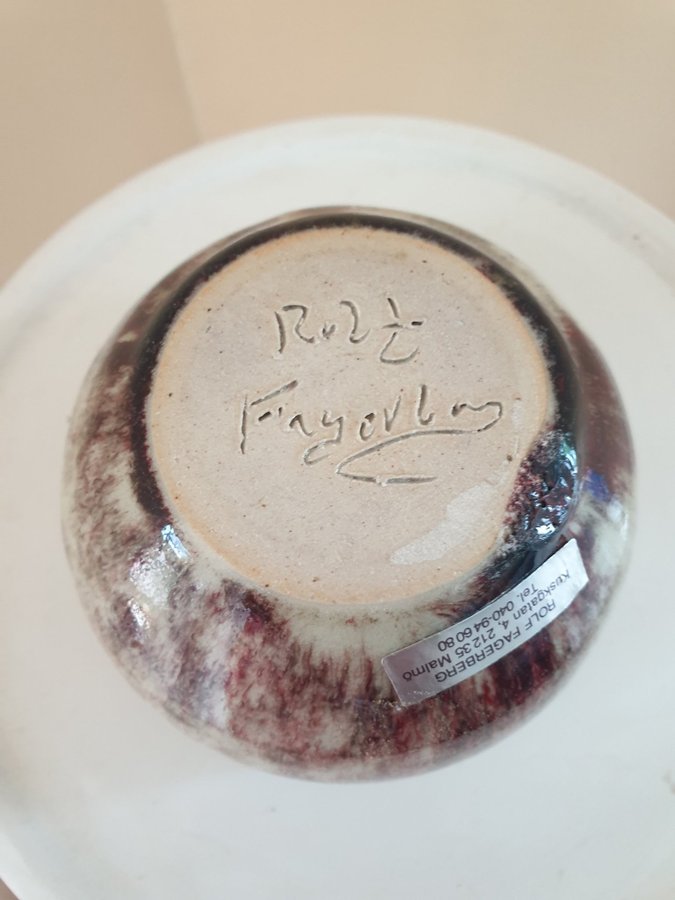 Rolf
Fagerberg
ROLF FAGERBERG
Kuskgatan 4, 212 35 Malmö
Tel. 040-94 60 80